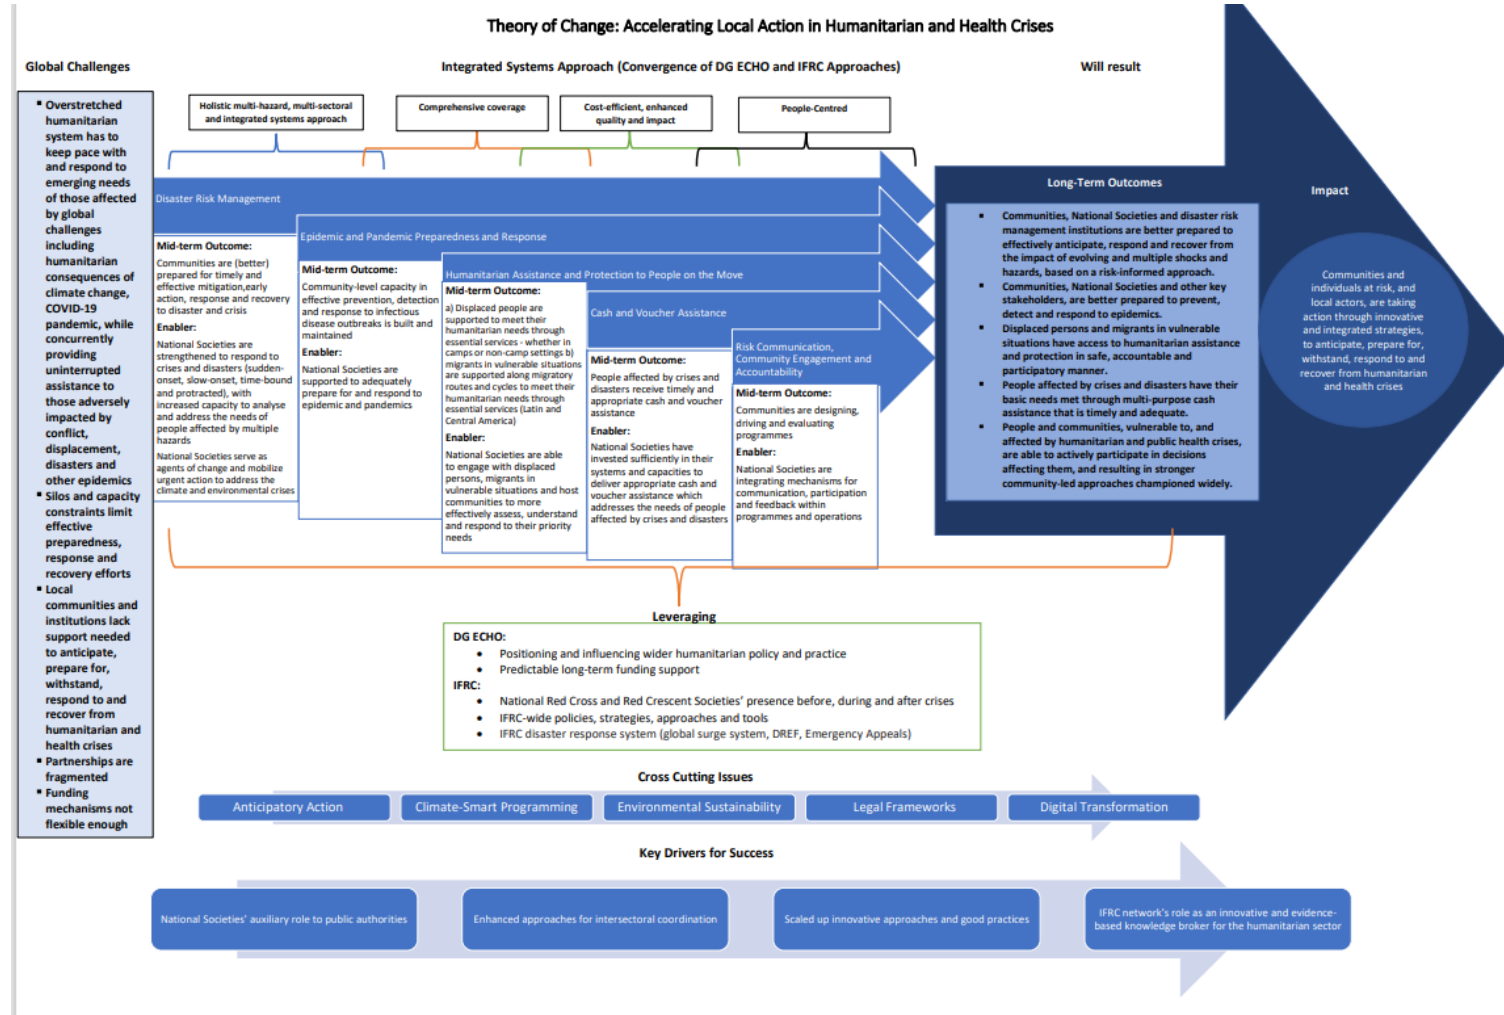 Theory of Change: Accelerating Local Action in Humanitarian and Health Crises
Global Challenges
Integrated Systems Approach (Convergence of DG ECHO and IFRC Approaches)
Will result
▪ Overstretched
humanitarian
system has to
keep pace with
and respond to
emerging needs
of those affected
by global
challenges
including
humanitarian
consequences of
climate change,
COVID-19
pandemic, while
concurrently
providing
uninterrupted
assistance to
those adversely
impacted by
conflict,
displacement,
disasters and
other epidemics
▪ Silos and capacity
constraints limit
effective
preparedness,
response and
recovery efforts
▪ Local
communities and
institutions lack
support needed
to anticipate,
prepare for,
withstand,
respond to and
recover from
humanitarian and
health crises
▪ Partnerships are
fragmented
▪ Funding
mechanisms not
flexible enough
Holistic multi-hazard, multi-sectoral
and integrated systems approach
Comprehensive coverage
Cost-efficient, enhanced
quality and impact
People-Centred
Disaster Risk Management
Mid-term Outcome:
Communities are (better)
prepared for timely and
effective mitigation,early
action, response and recovery
to disaster and crisis
Enabler:
National Societies are
strengthened to respond to
crises and disasters (sudden-
onset, slow-onset, time-bound
and protracted), with
increased capacity to analyse
and address the needs of
people affected by multiple
hazards
National Societies serve as
agents of change and mobilize
urgent action to address the
climate and environmental crises
Epidemic and Pandemic Preparedness and Response
Mid-term Outcome:
Community-level capacity in
effective prevention, detection
and response to infectious
disease outbreaks is built and
maintained
Enabler:
National Societies are
supported to adequately
prepare for and respond to
epidemic and pandemics
Humanitarian Assistance and Protection to People on the Move
Mid-term Outcome:
a) Displaced people are
supported to meet their
humanitarian needs through
essential services - whether in
camps or non-camp settings b)
migrants in vulnerable situations
are supported along migratory
routes and cycles to meet their
humanitarian needs through
essential services (Latin and
Central America)
Enabler:
National Societies are able
to engage with displaced
persons, migrants in
vulnerable situations and host
communities to more
effectively assess, understand
and respond to their priority
needs
Cash and Voucher Assistance
Mid-term Outcome:
People affected by crises and
disasters receive timely and
appropriate cash and voucher
assistance
Enabler:
National Societies have
invested sufficiently in their
systems and capacities to
deliver appropriate cash and
voucher assistance which
addresses the needs of people
affected by crises and disasters
Risk Communication,
Community Engagement and
Accountability
Mid-term Outcome:
Communities are designing,
driving and evaluating
programmes
Enabler:
National Societies are
integrating mechanisms for
communication, participation
and feedback within
programmes and operations
Long-Term Outcomes
▪ Communities, National Societies and disaster risk
management institutions are better prepared to
effectively anticipate, respond and recover from
the impact of evolving and multiple shocks and
hazards, based on a risk-informed approach.
▪ Communities, National Societies and other key
stakeholders, are better prepared to prevent,
detect and respond to epidemics.
▪ Displaced persons and migrants in vulnerable
situations have access to humanitarian assistance
and protection in safe, accountable and
participatory manner.
▪ People affected by crises and disasters have their
basic needs met through multi-purpose cash
assistance that is timely and adequate.
▪ People and communities, vulnerable to, and
affected by humanitarian and public health crises,
are able to actively participate in decisions
affecting them, and resulting in stronger
community-led approaches championed widely.
Impact
Communities and
individuals at risk, and
local actors, are taking
action through innovative
and integrated strategies,
to anticipate, prepare for,
withstand, respond to and
recover from humanitarian
and health crises
Leveraging
DG ECHO:
• Positioning and influencing wider humanitarian policy and practice
• Predictable long-term funding support
IFRC:
• National Red Cross and Red Crescent Societies' presence before, during and after crises
• IFRC-wide policies, strategies, approaches and tools
• IFRC disaster response system (global surge system, DREF, Emergency Appeals)
Cross Cutting Issues
Anticipatory Action
Climate-Smart Programming
Environmental Sustainability
Legal Frameworks
Digital Transformation
Key Drivers for Success
National Societies' auxiliary role to public authorities
Enhanced approaches for intersectoral coordination
Scaled up innovative approaches and good practices
IFRC network's role as an innovative and evidence-
based knowledge broker for the humanitarian sector